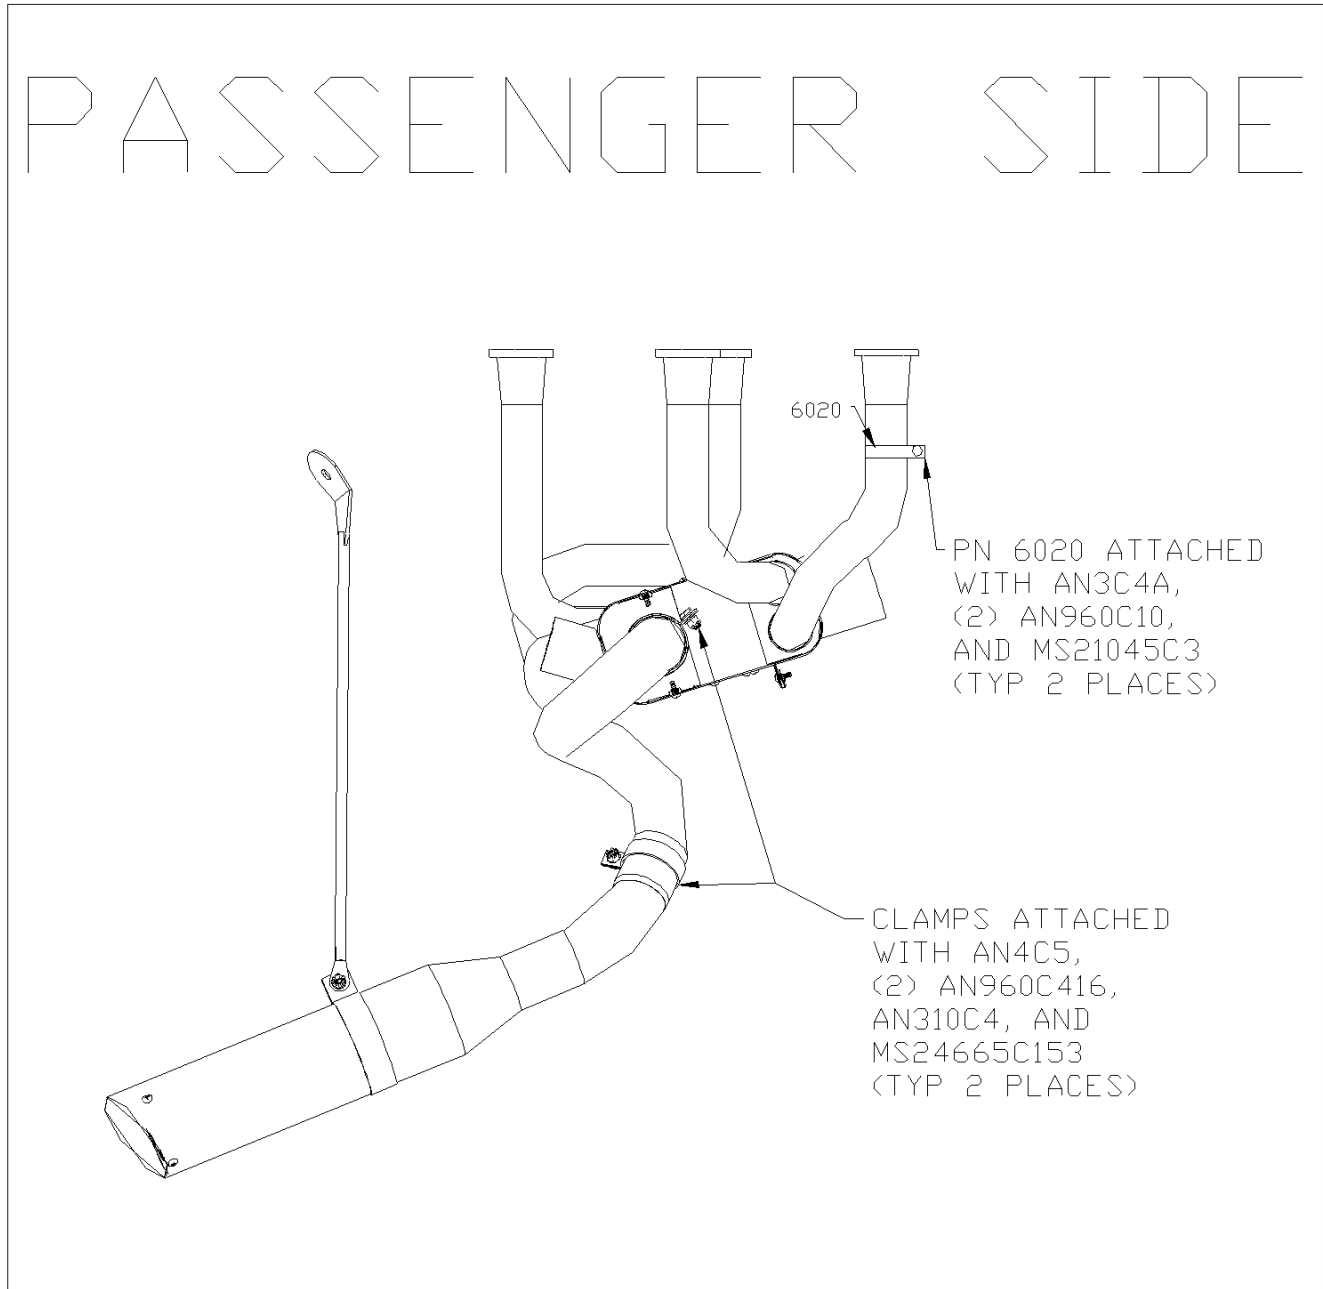 PASSENGER SIDE
6020
PN 6020 ATTACHED
WITH AN3C4A,
(2) AN960C10,
AND MS21045C3
(TYP 2 PLACES)
CLAMPS ATTACHED
WITH AN4C5,
(2) AN960C416,
AN310C4, AND
MS24665C153
(TYP 2 PLACES)